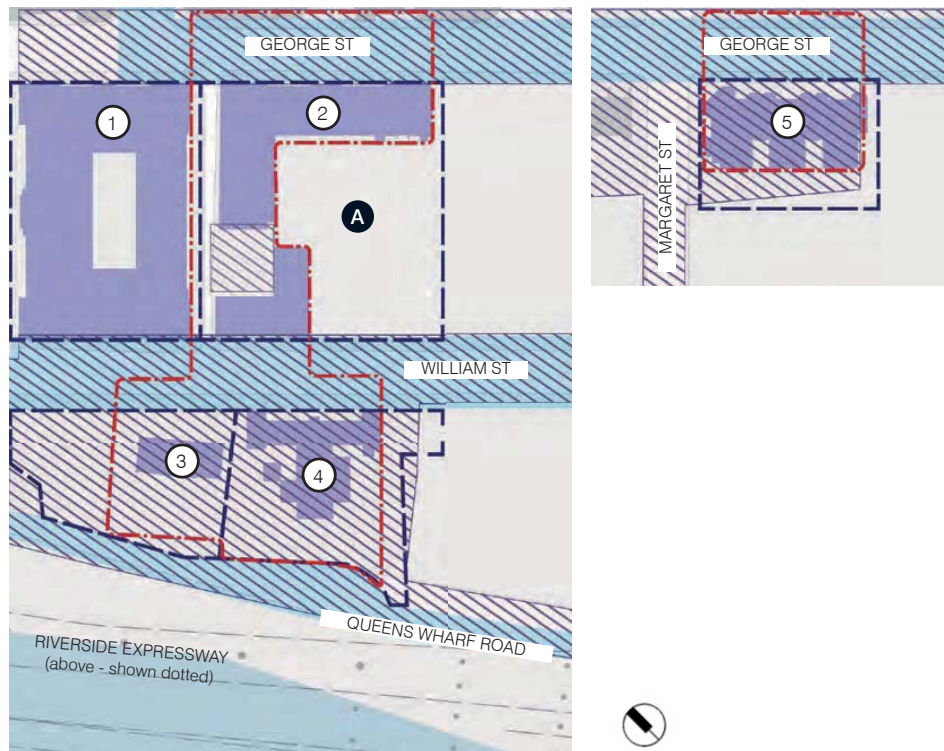 GEORGE ST
1
2
A
WILLIAM ST
3
4
QUEENS WHARF ROAD
RIVERSIDE EXPRESSWAY
(above - shown dotted)
GEORGE ST
5
MARGARET ST